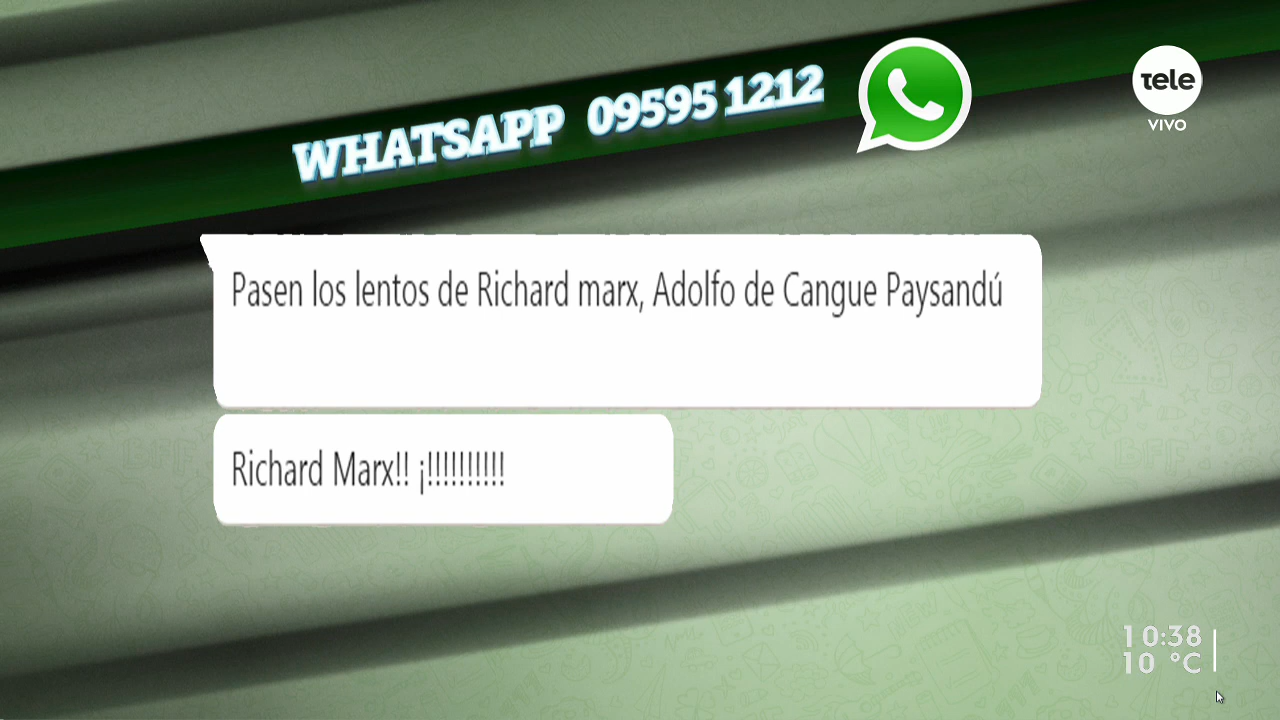 WHATSAPP 09595 1212
tele
VIVO
Pasen los lentos de Richard marx, Adolfo de Cangue Paysandú
Richard Marx!! ¡!!!!!!!!!!
10:38
10 °C